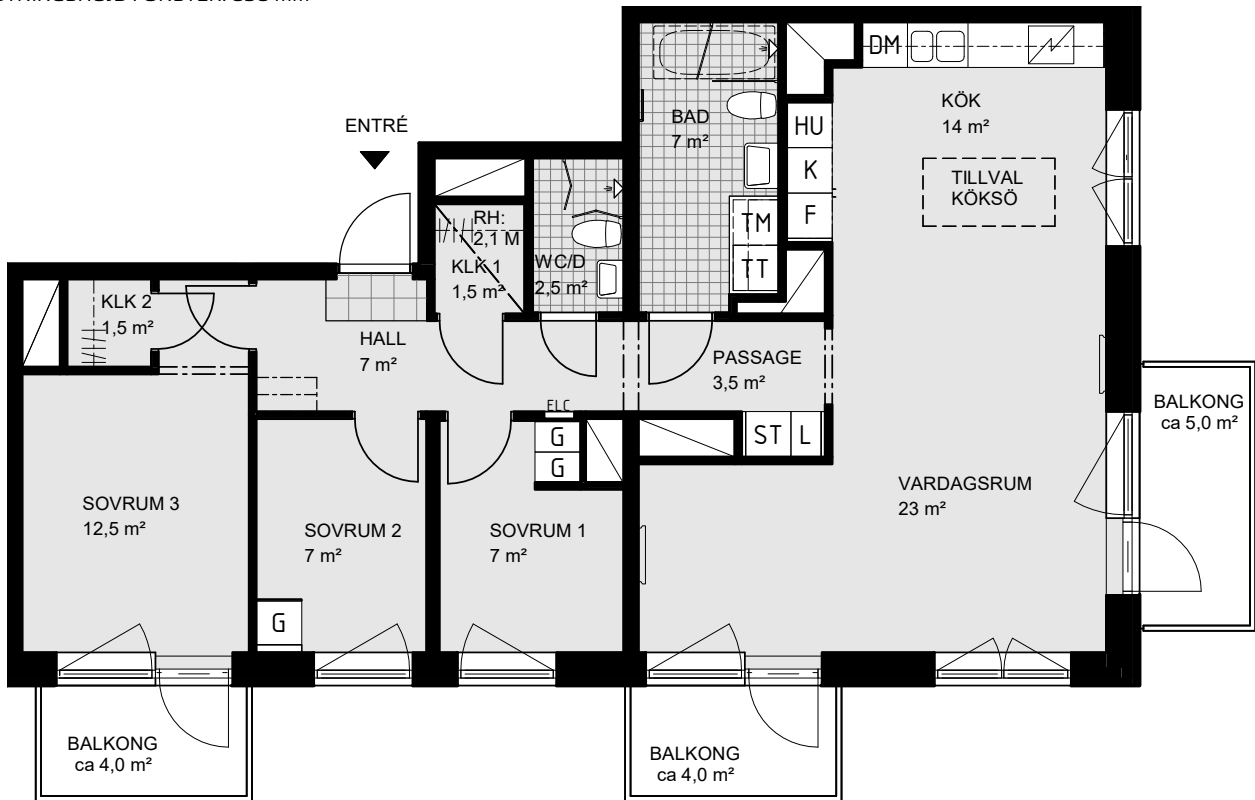 ENTRÉ
BAD
7 m²
DM
KÖK
14 m²
HU
K
F
TILLVAL
KÖKSÖ
TM
TT
RH:
2,1 M
KLK 1
1,5 m²
WC/D
2,5 m²
KLK 2
1,5 m²
HALL
7 m²
PASSAGE
3,5 m²
ELC
G
G
ST
L
BALKONG
ca 5,0 m²
VARDAGSRUM
23 m²
SOVRUM 3
12,5 m²
SOVRUM 2
7 m²
SOVRUM 1
7 m²
G
BALKONG
ca 4,0 m²
BALKONG
ca 4,0 m²